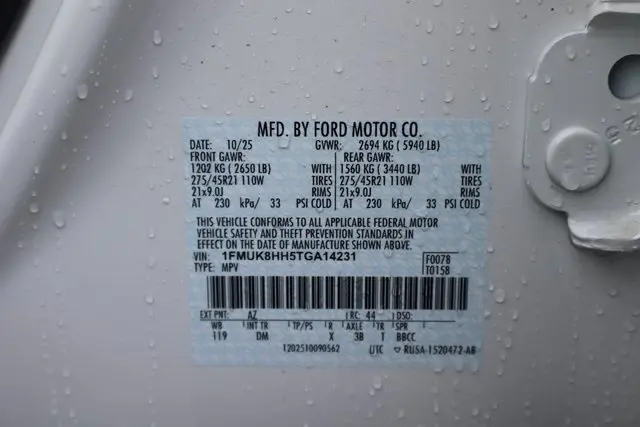 MFD. BY FORD MOTOR CO.
DATE: 10/25 GVWR: 2694 KG ( 5940 LB)
FRONT GAWR: REAR GAWR:
1202 KG ( 2650 LB) WITH 1560 KG ( 3440 LB) WITH
275/45R21 110W TIRES 275/45R21 110W TIRES
21x9.0J RIMS 21x9.0J RIMS
AT 230 kPa/ 33 PSI COLD AT 230 kPa/ 33 PSI COLD
THIS VEHICLE CONFORMS TO ALL APPLICABLE FEDERAL MOTOR
VEHICLE SAFETY AND THEFT PREVENTION STANDARDS IN
EFFECT ON THE DATE OF MANUFACTURE SHOWN ABOVE.
VIN: 1FMUK8HH5TGA14231 F0078
TYPE: MPV T0158
EXT PNT: AZ RC: 44 DSO:
WB INT TR TP/PS R AXLE TR SPR
119 DM X 3B 1 BBCC
1202510090562 UTC RUSA-1520472-AB